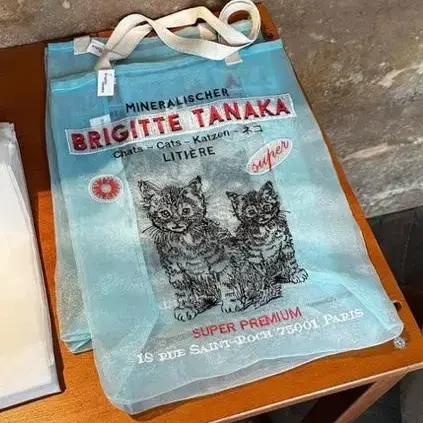 MINERALISCHER
BRIGITTE TANAKA
Chats - Cats - Katzen - ネコ
LITIÈRE
super
SUPER PREMIUM
18 RUE SAINT-ROCH 75001 PARIS